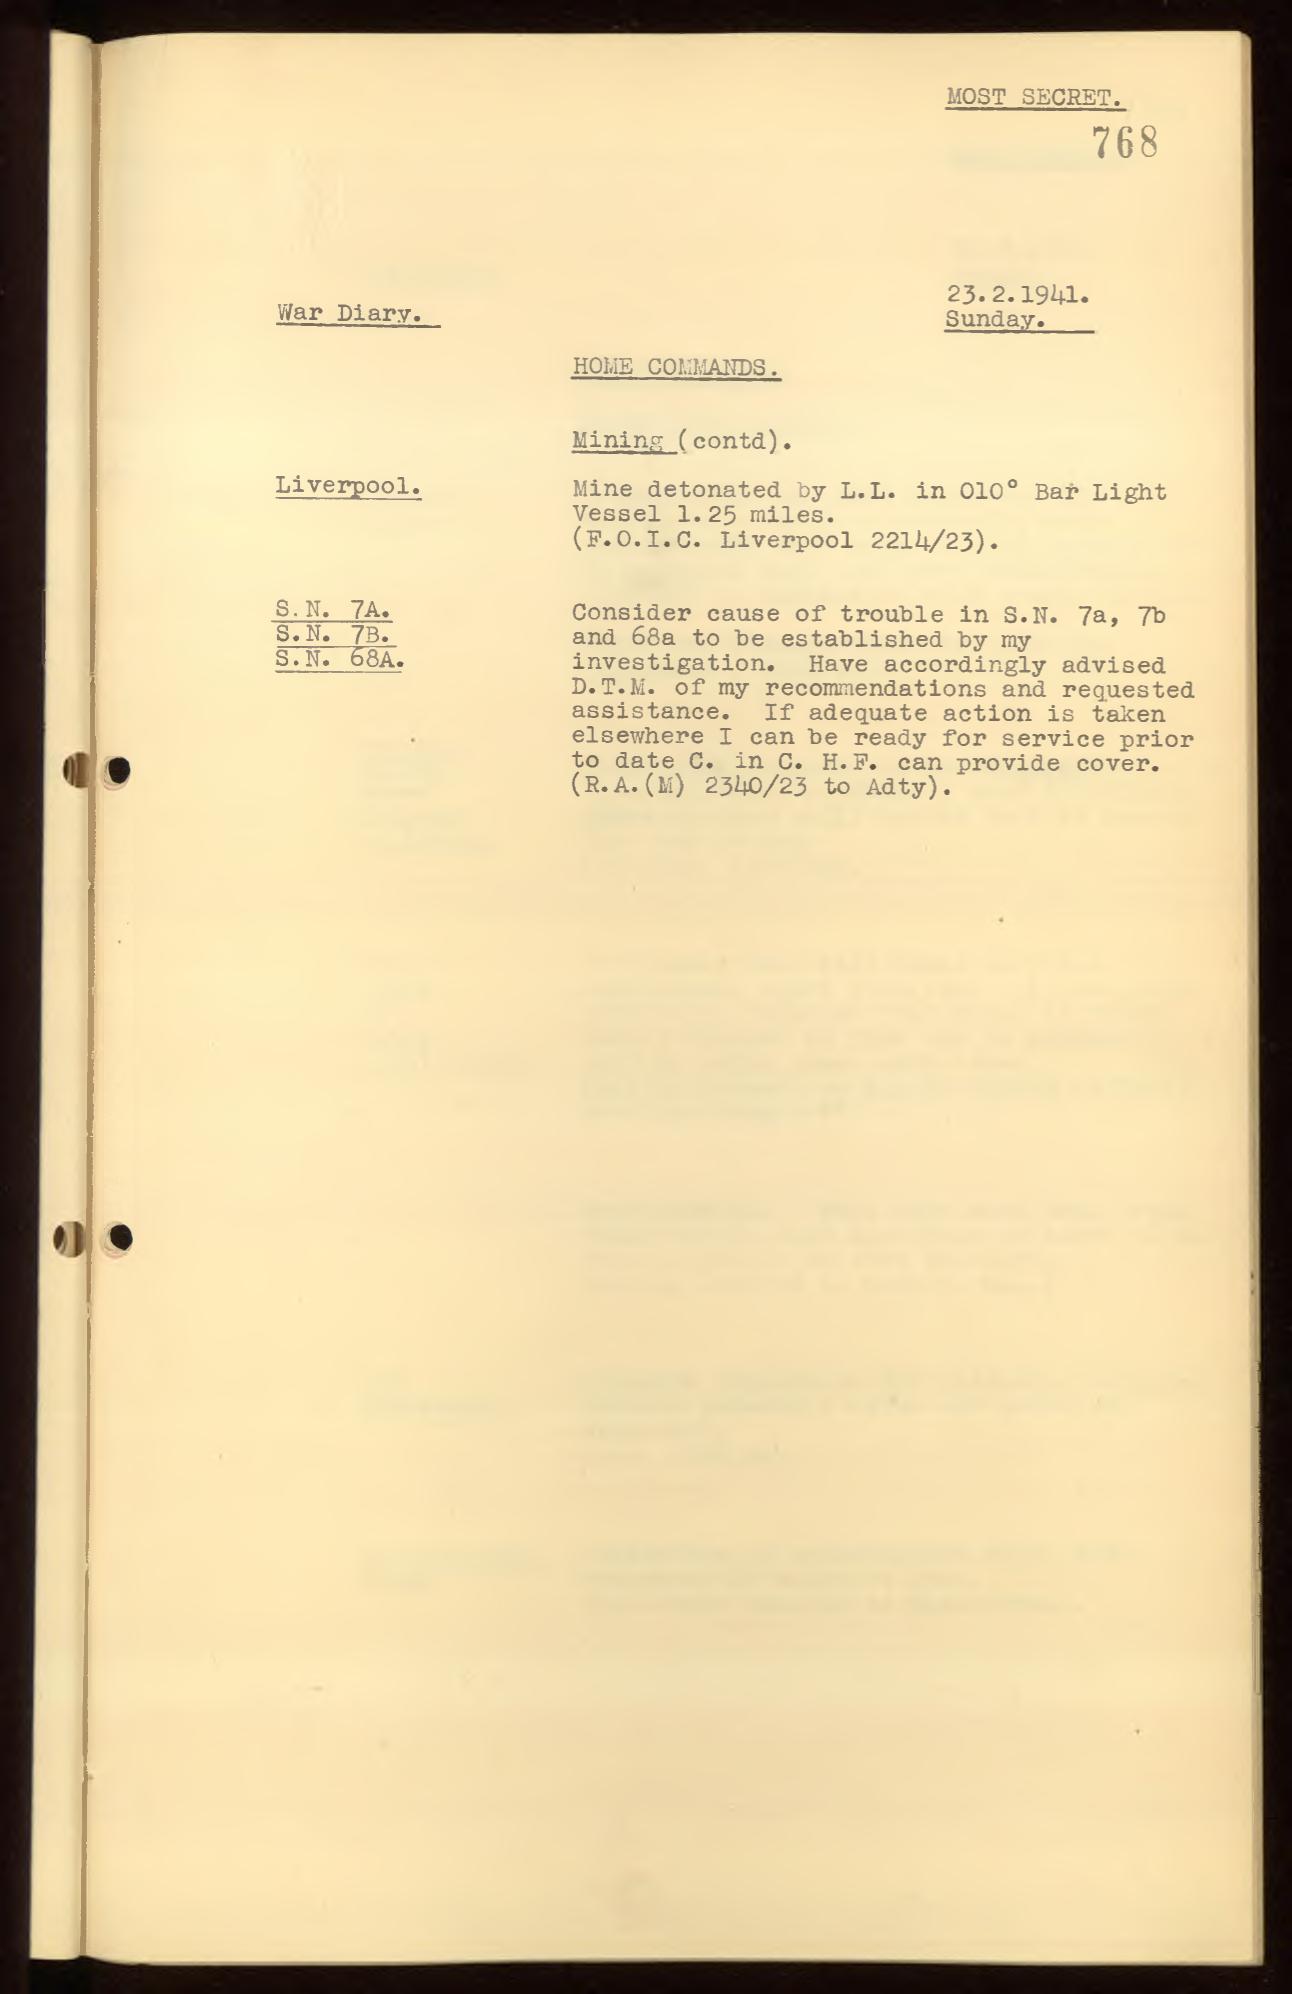 MOST SECRET.
768
23.2.1941.
War Diary.
Sunday.
HOME COMMANDS.
Mining (contd).
Liverpool.
Mine detonated by L.L. in 010° Bar Light
Vessel 1.25 miles.
(F.O.I.C. Liverpool 2214/23).
S.N. 7A.
S.N. 7B.
S.N. 68A.
Consider cause of trouble in S.N. 7a, 7b
and 68a to be established by my
investigation. Have accordingly advised
D.T.M. of my recommendations and requested
assistance. If adequate action is taken
elsewhere I can be ready for service prior
to date C. in C. H.F. can provide cover.
(R.A.(M) 2340/23 to Adty).